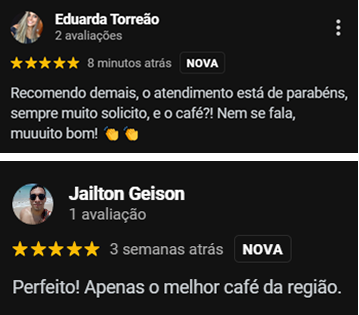 Eduarda Torreão
2 avaliações
8 minutos atrás NOVA
Recomendo demais, o atendimento está de parabéns,
sempre muito solicito, e o café?! Nem se fala,
muuuito bom! 👏 👏
Jailton Geison
1 avaliação
3 semanas atrás NOVA
Perfeito! Apenas o melhor café da região.